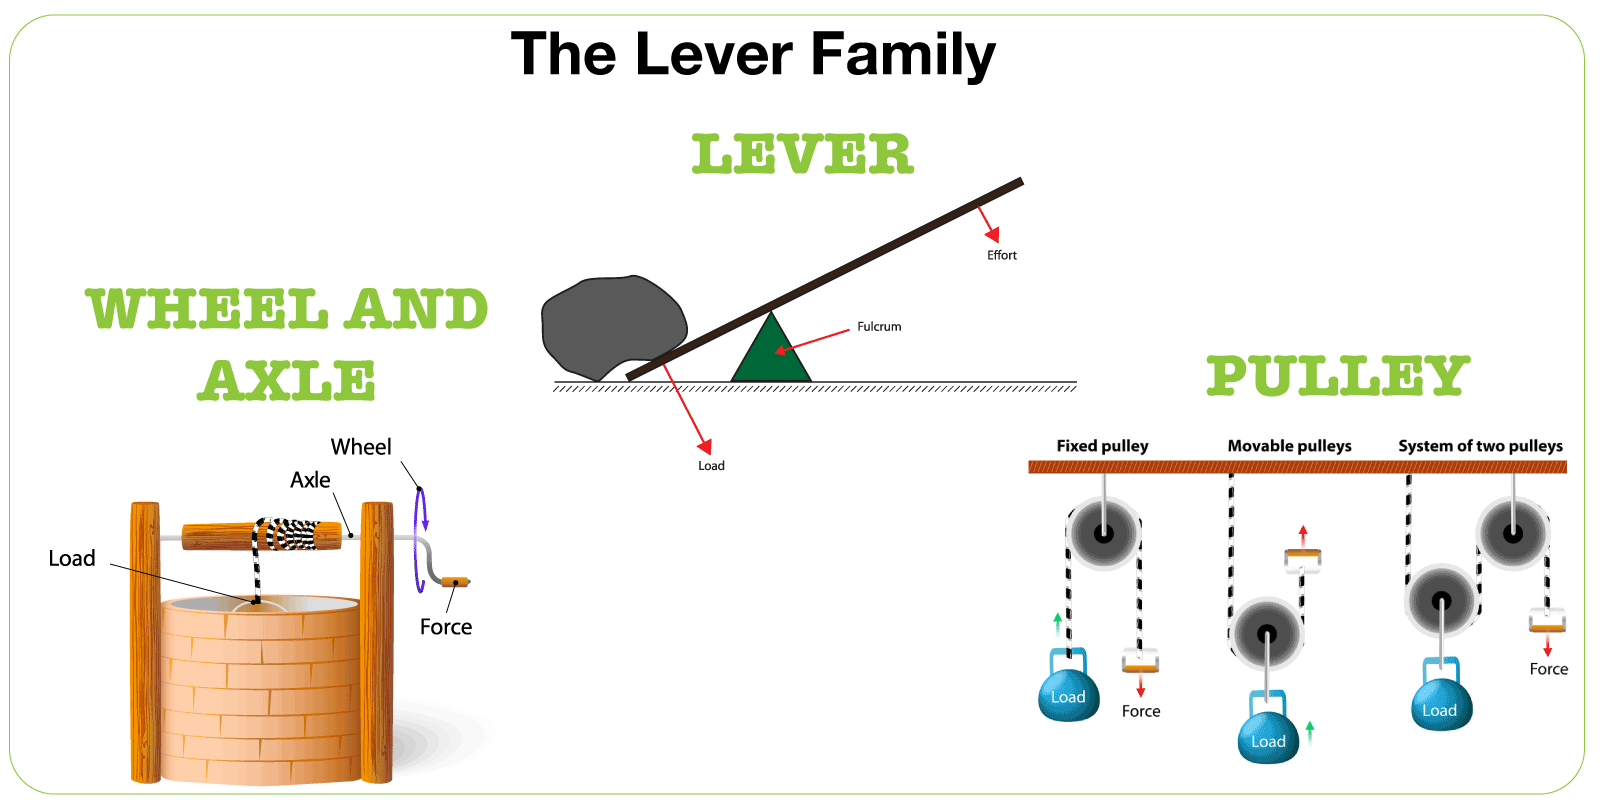 The Lever Family
LEVER
Effort
Fulcrum
Load
WHEEL AND
AXLE
Wheel
Axle
Load
Force
PULLEY
Fixed pulley
Movable pulleys
System of two pulleys
Load
Force
Load
Load
Force